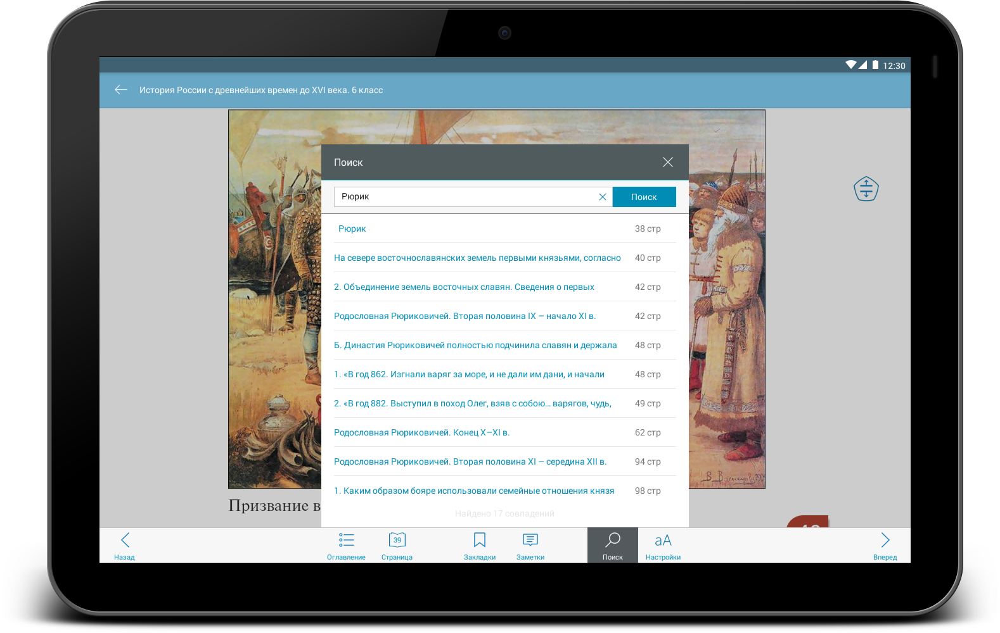 12:30
История России с древнейших времен до XVI века. 6 класс
Поиск
Рюрик
Поиск
Рюрик 38 стр
На севере восточнославянских земель первыми князьями, согласно 40 стр
2. Объединение земель восточных славян. Сведения о первых 42 стр
Родословная Рюриковичей. Вторая половина IX – начало XI в. 42 стр
Б. Династия Рюриковичей полностью подчинила славян и держала 48 стр
1. «В год 862. Изгнали варяг за море, и не дали им дани, и начали 48 стр
2. «В год 882. Выступил в поход Олег, взяв с собою... варягов, чудь, 49 стр
Родословная Рюриковичей. Конец X–XI в. 62 стр
Родословная Рюриковичей. Вторая половина XI – середина XII в. 94 стр
1. Каким образом бояре использовали семейные отношения князя 98 стр
Найдено 17 совпадений
Призвание в
39
aA
Назад
Оглавление
Страница
Закладки
Заметки
Поиск
Настройки
Вперед